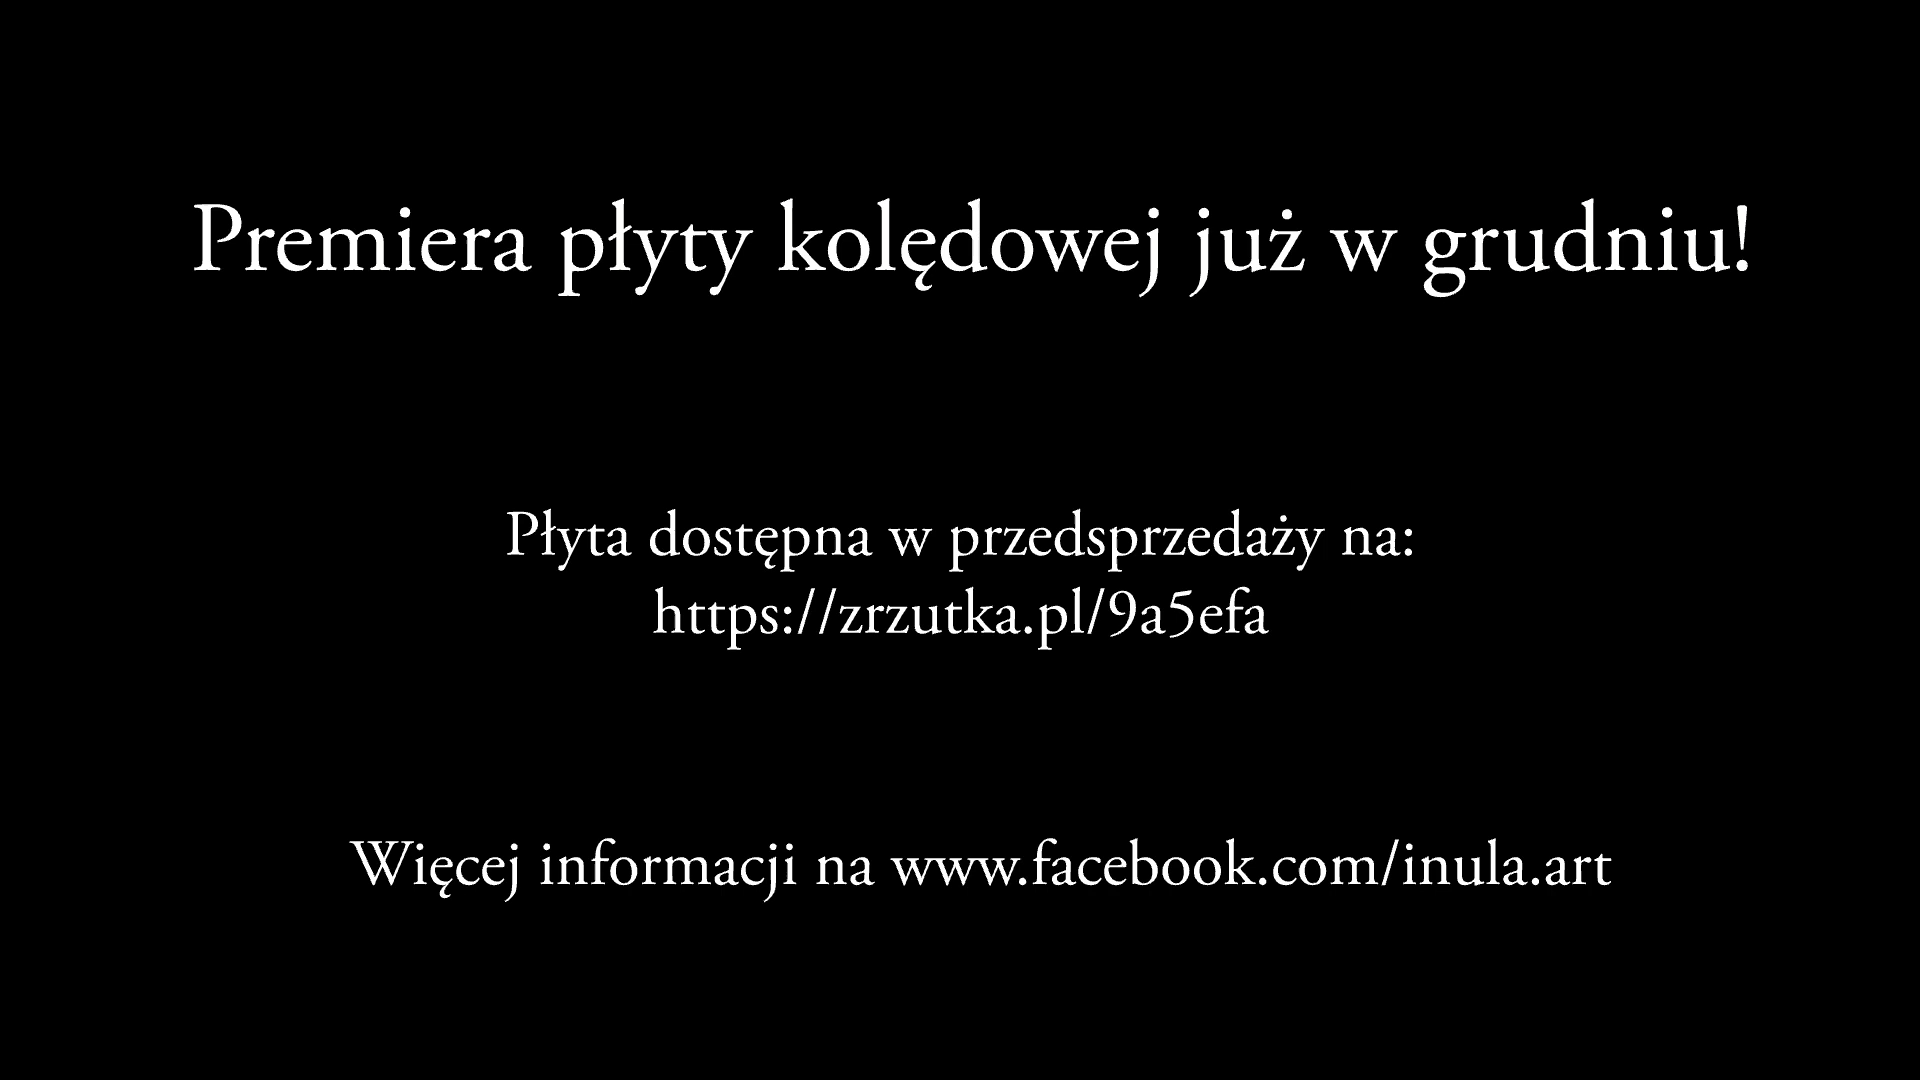 Premiera płyty kolędowej już w grudniu!
Płyta dostępna w przedsprzedaży na:
https://zrzutka.pl/9a5efa
Więcej informacji na www.facebook.com/inula.art